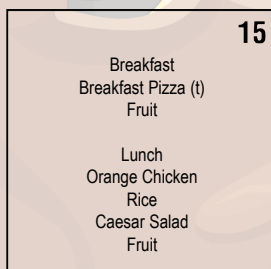 15
Breakfast
Breakfast Pizza (t)
Fruit
Lunch
Orange Chicken
Rice
Caesar Salad
Fruit